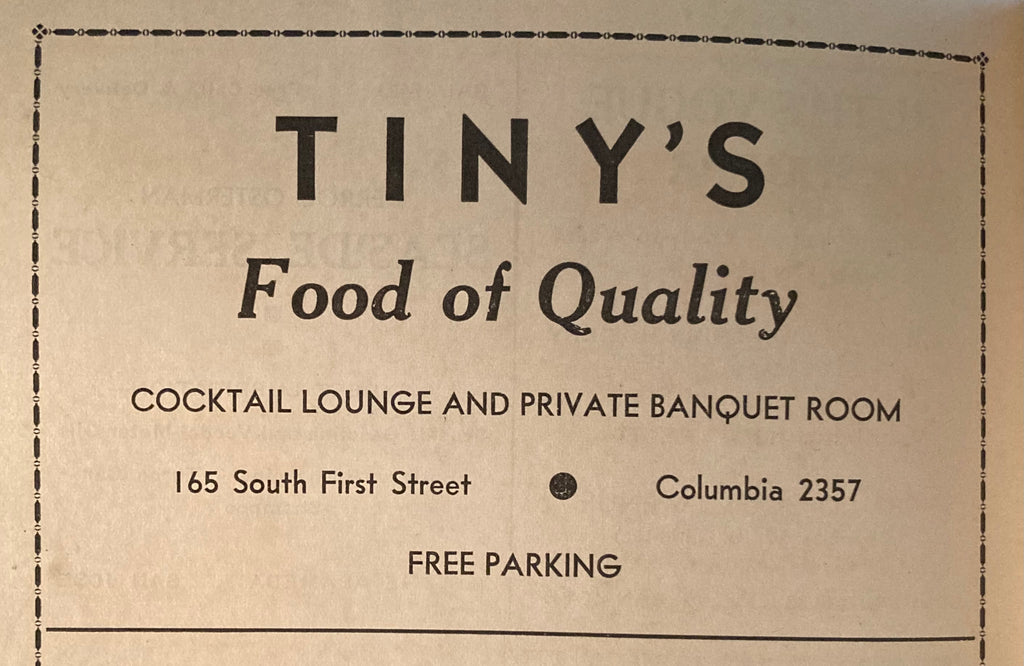 TINY'S
Food of Quality
COCKTAIL LOUNGE AND PRIVATE BANQUET ROOM
165 South First Street ● Columbia 2357
FREE PARKING